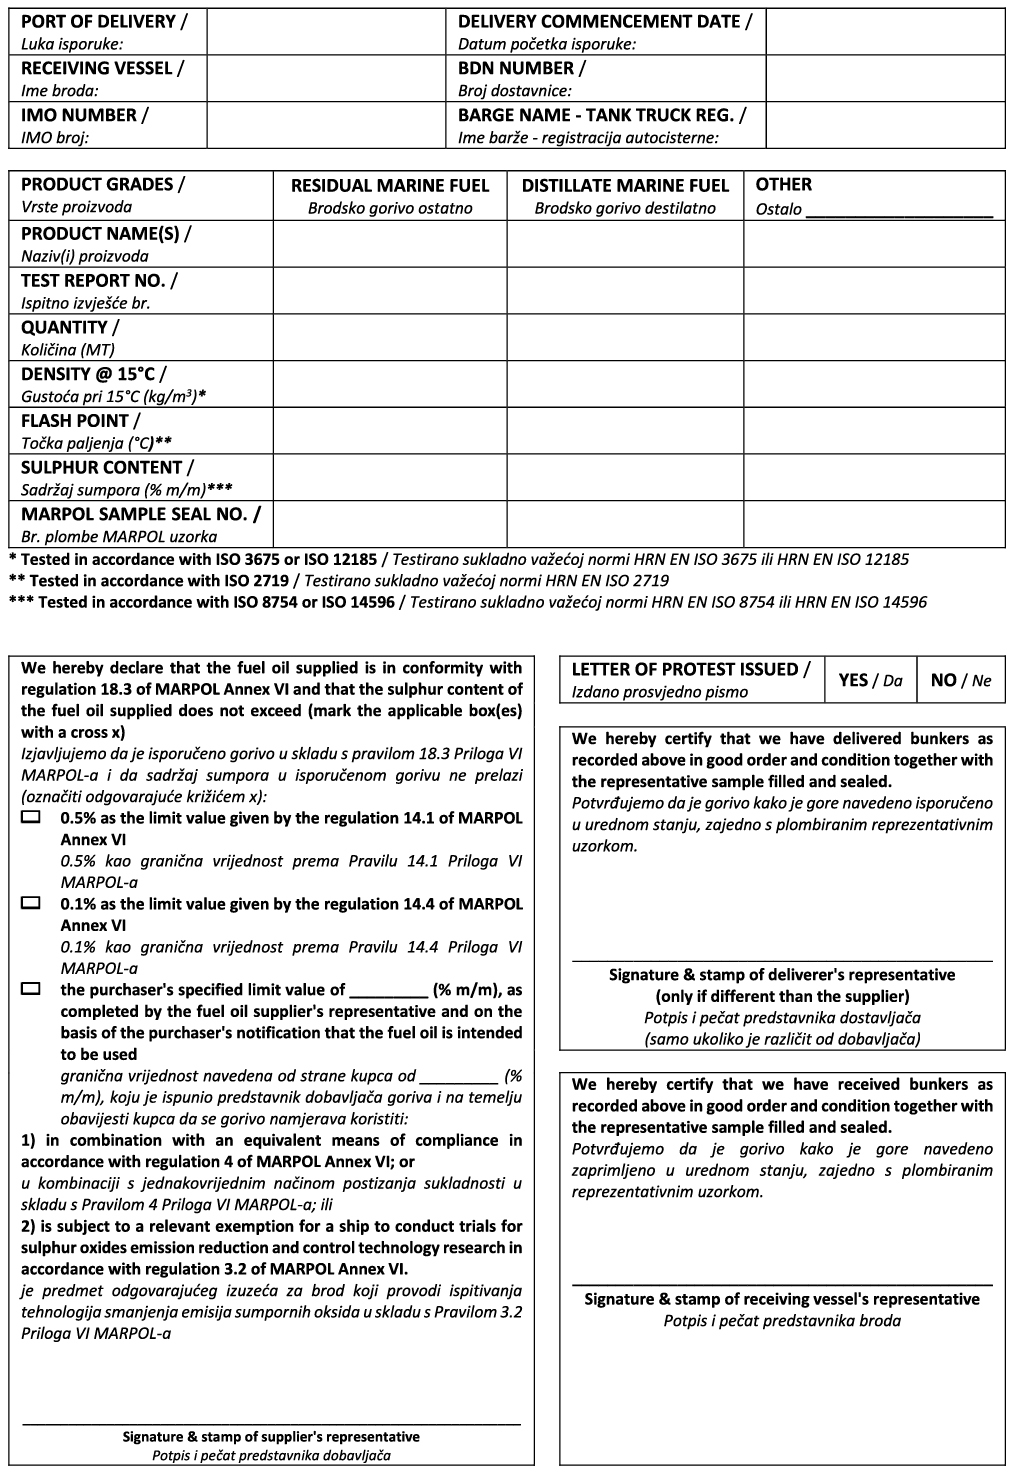 PORT OF DELIVERY /
Luka isporuke:
DELIVERY COMMENCEMENT DATE /
Datum početka isporuke:
RECEIVING VESSEL /
Ime broda:
BDN NUMBER /
Broj dostavnice:
IMO NUMBER /
IMO broj:
BARGE NAME - TANK TRUCK REG. /
Ime barže - registracija autocisterne:
PRODUCT GRADES /
Vrste proizvoda
RESIDUAL MARINE FUEL
Brodsko gorivo ostatno
DISTILLATE MARINE FUEL
Brodsko gorivo destilatno
OTHER
Ostalo ____________________
PRODUCT NAME(S) /
Naziv(i) proizvoda
TEST REPORT NO. /
Ispitno izvješće br.
QUANTITY /
Količina (MT)
DENSITY @ 15°C /
Gustoća pri 15°C (kg/m³)*
FLASH POINT /
Točka paljenja (°C)**
SULPHUR CONTENT /
Sadržaj sumpora (% m/m)***
MARPOL SAMPLE SEAL NO. /
Br. plombe MARPOL uzorka
* Tested in accordance with ISO 3675 or ISO 12185 / Testirano sukladno važećoj normi HRN EN ISO 3675 ili HRN EN ISO 12185
** Tested in accordance with ISO 2719 / Testirano sukladno važećoj normi HRN EN ISO 2719
*** Tested in accordance with ISO 8754 or ISO 14596 / Testirano sukladno važećoj normi HRN EN ISO 8754 ili HRN EN ISO 14596
We hereby declare that the fuel oil supplied is in conformity with
regulation 18.3 of MARPOL Annex VI and that the sulphur content of
the fuel oil supplied does not exceed (mark the applicable box(es)
with a cross x)
Izjavljujemo da je isporučeno gorivo u skladu s pravilom 18.3 Priloga VI
MARPOL-a i da sadržaj sumpora u isporučenom gorivu ne prelazi
(označiti odgovarajuće križićem x):
0.5% as the limit value given by the regulation 14.1 of MARPOL
Annex VI
0.5% kao granična vrijednost prema Pravilu 14.1 Priloga VI
MARPOL-a
0.1% as the limit value given by the regulation 14.4 of MARPOL
Annex VI
0.1% kao granična vrijednost prema Pravilu 14.4 Priloga VI
MARPOL-a
the purchaser's specified limit value of _________ (% m/m), as
completed by the fuel oil supplier's representative and on the
basis of the purchaser's notification that the fuel oil is intended
to be used
granična vrijednost navedena od strane kupca od _________ (%
m/m), koju je ispunio predstavnik dobavljača goriva i na temelju
obavijesti kupca da se gorivo namjerava koristiti:
1) in combination with an equivalent means of compliance in
accordance with regulation 4 of MARPOL Annex VI; or
u kombinaciji s jednakovrijednim načinom postizanja sukladnosti u
skladu s Pravilom 4 Priloga VI MARPOL-a; ili
2) is subject to a relevant exemption for a ship to conduct trials for
sulphur oxides emission reduction and control technology research in
accordance with regulation 3.2 of MARPOL Annex VI.
je predmet odgovarajućeg izuzeća za brod koji provodi ispitivanja
tehnologija smanjenja emisija sumpornih oksida u skladu s Pravilom 3.2
Priloga VI MARPOL-a
Signature & stamp of supplier's representative
Potpis i pečat predstavnika dobavljača
LETTER OF PROTEST ISSUED /
Izdano prosvjedno pismo
YES / Da
NO / Ne
We hereby certify that we have delivered bunkers as
recorded above in good order and condition together with
the representative sample filled and sealed.
Potvrđujemo da je gorivo kako je gore navedeno isporučeno
u urednom stanju, zajedno s plombiranim reprezentativnim
uzorkom.
Signature & stamp of deliverer's representative
(only if different than the supplier)
Potpis i pečat predstavnika dostavljača
(samo ukoliko je različit od dobavljača)
We hereby certify that we have received bunkers as
recorded above in good order and condition together with
the representative sample filled and sealed.
Potvrđujemo da je gorivo kako je gore navedeno
zaprimljeno u urednom stanju, zajedno s plombiranim
reprezentativnim uzorkom.
Signature & stamp of receiving vessel's representative
Potpis i pečat predstavnika broda